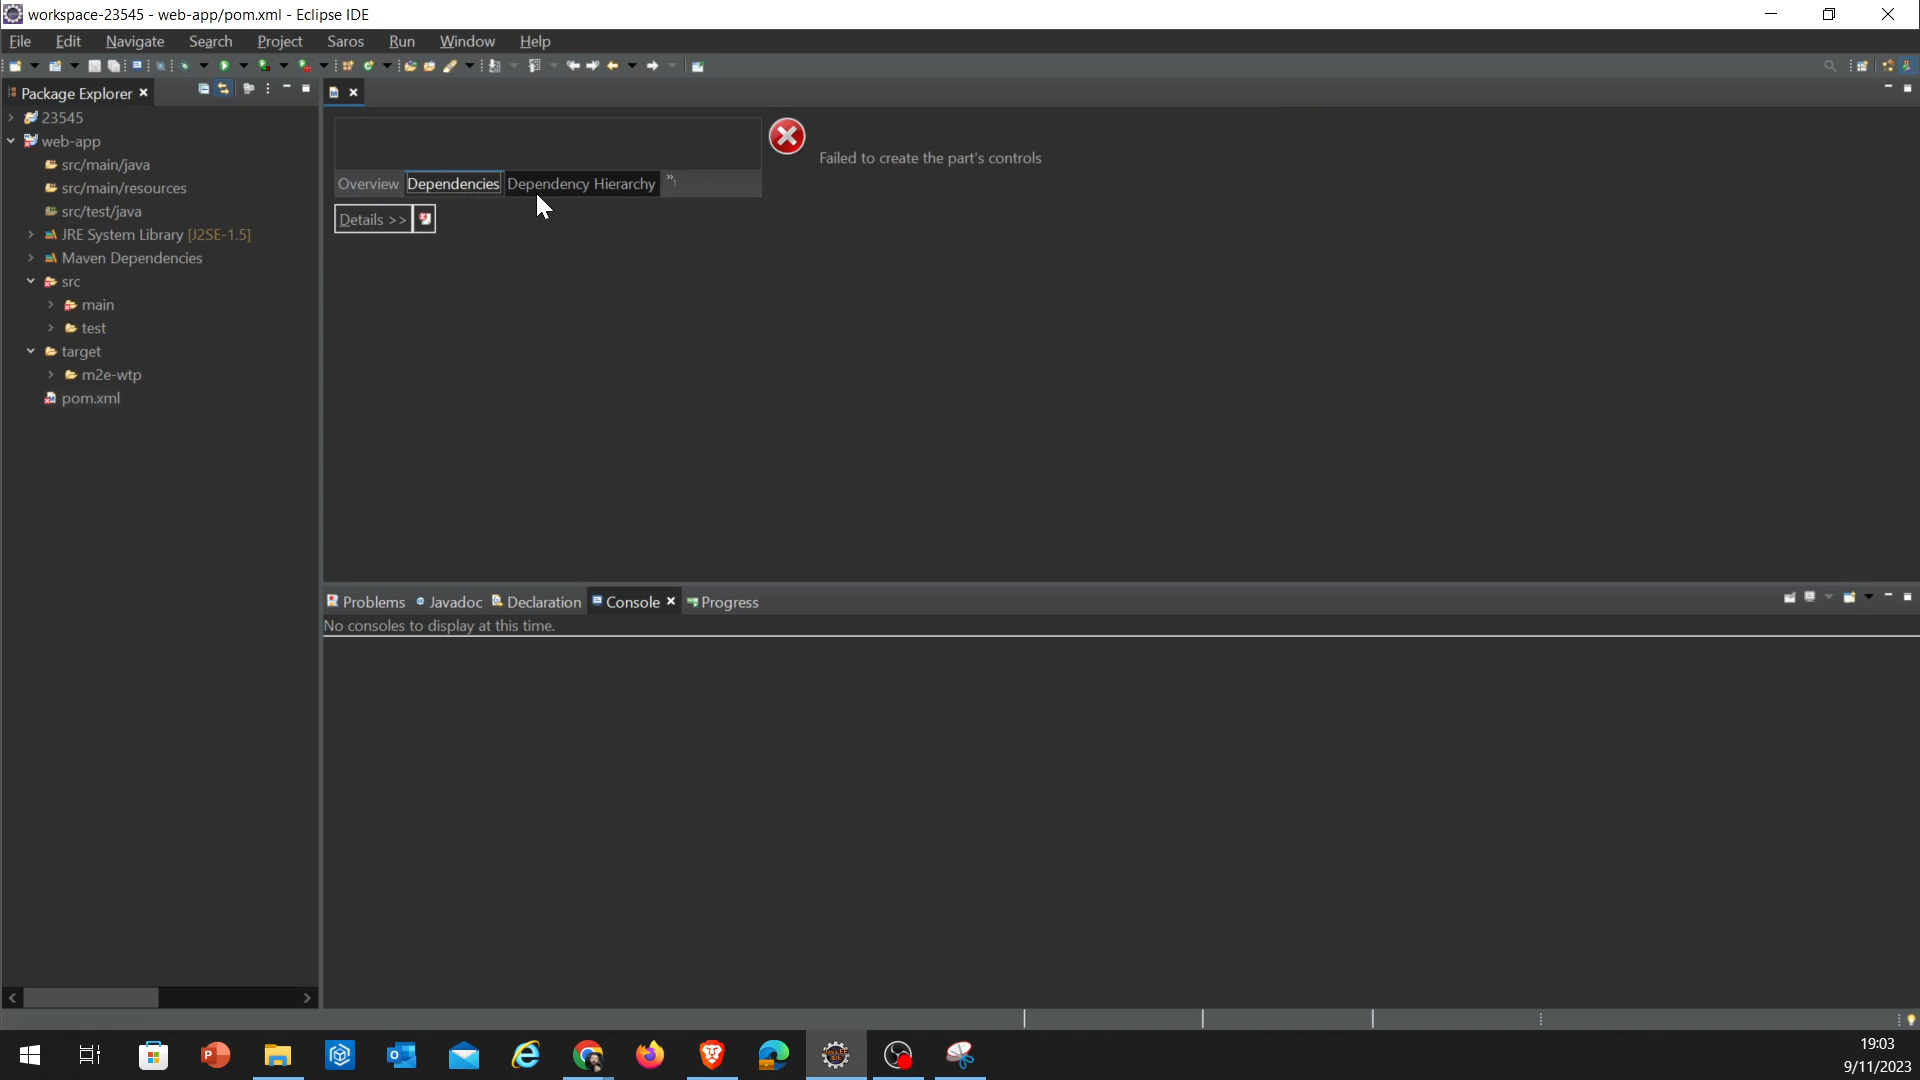 workspace-23545 - web-app/pom.xml - Eclipse IDE
File Edit Navigate Search Project Saros Run Window Help
Package Explorer
23545
web-app
src/main/java
src/main/resources
src/test/java
JRE System Library [J2SE-1.5]
Maven Dependencies
src
main
test
target
m2e-wtp
pom.xml
Failed to create the part's controls
Overview Dependencies Dependency Hierarchy »1
Details >>
Problems Javadoc Declaration Console Progress
No consoles to display at this time.
19:03
9/11/2023